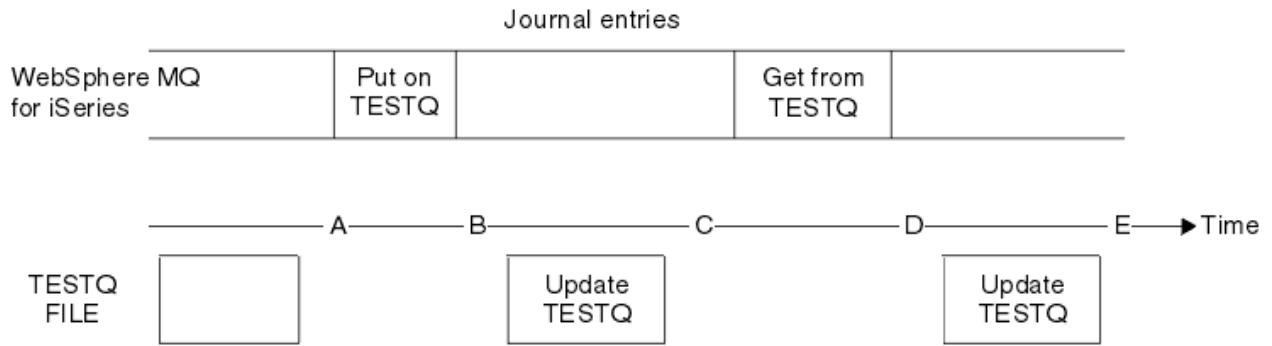 Journal entries
WebSphere MQ
for iSeries
Put on
TESTQ
Get from
TESTQ
A
B
C
D
E
Time
TESTQ
FILE
Update
TESTQ
Update
TESTQ